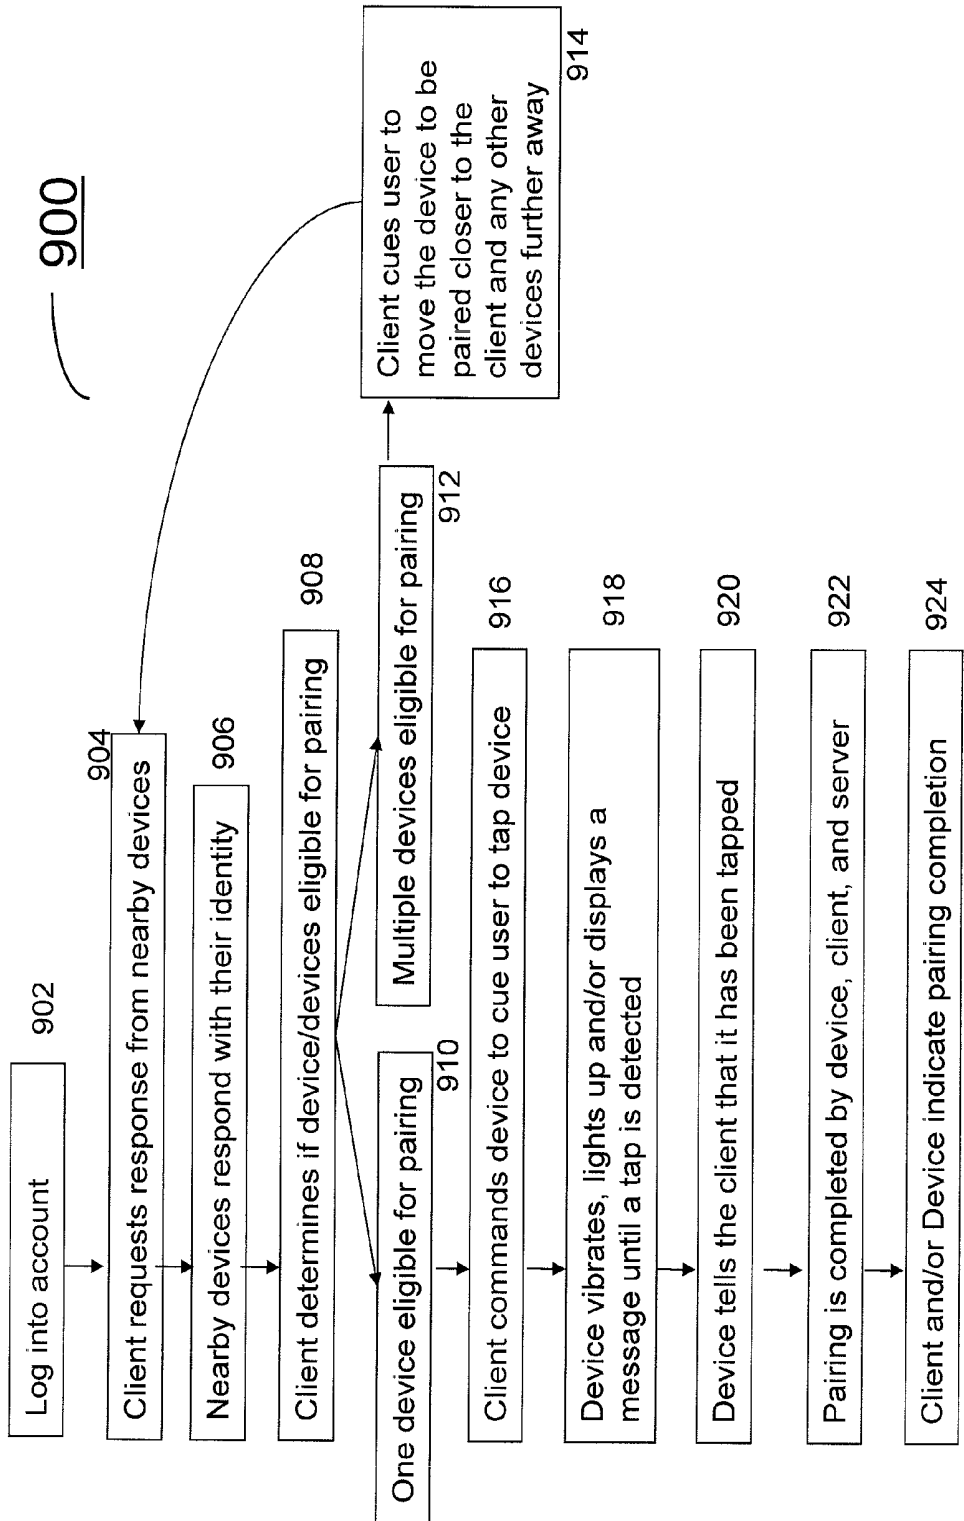 900
Log into account
902
904
Client requests response from nearby devices
Nearby devices respond with their identity
906
Client determines if device/devices eligible for pairing
908
One device eligible for pairing
910
Multiple devices eligible for pairing
912
Client cues user to
move the device to be
paired closer to the
client and any other
devices further away
914
Client commands device to cue user to tap device
916
Device vibrates, lights up and/or displays a
message until a tap is detected
918
Device tells the client that it has been tapped
920
Pairing is completed by device, client, and server
922
Client and/or Device indicate pairing completion
924